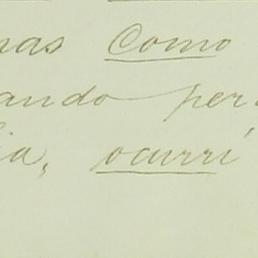 nas como
ando per
ia, ocurrí